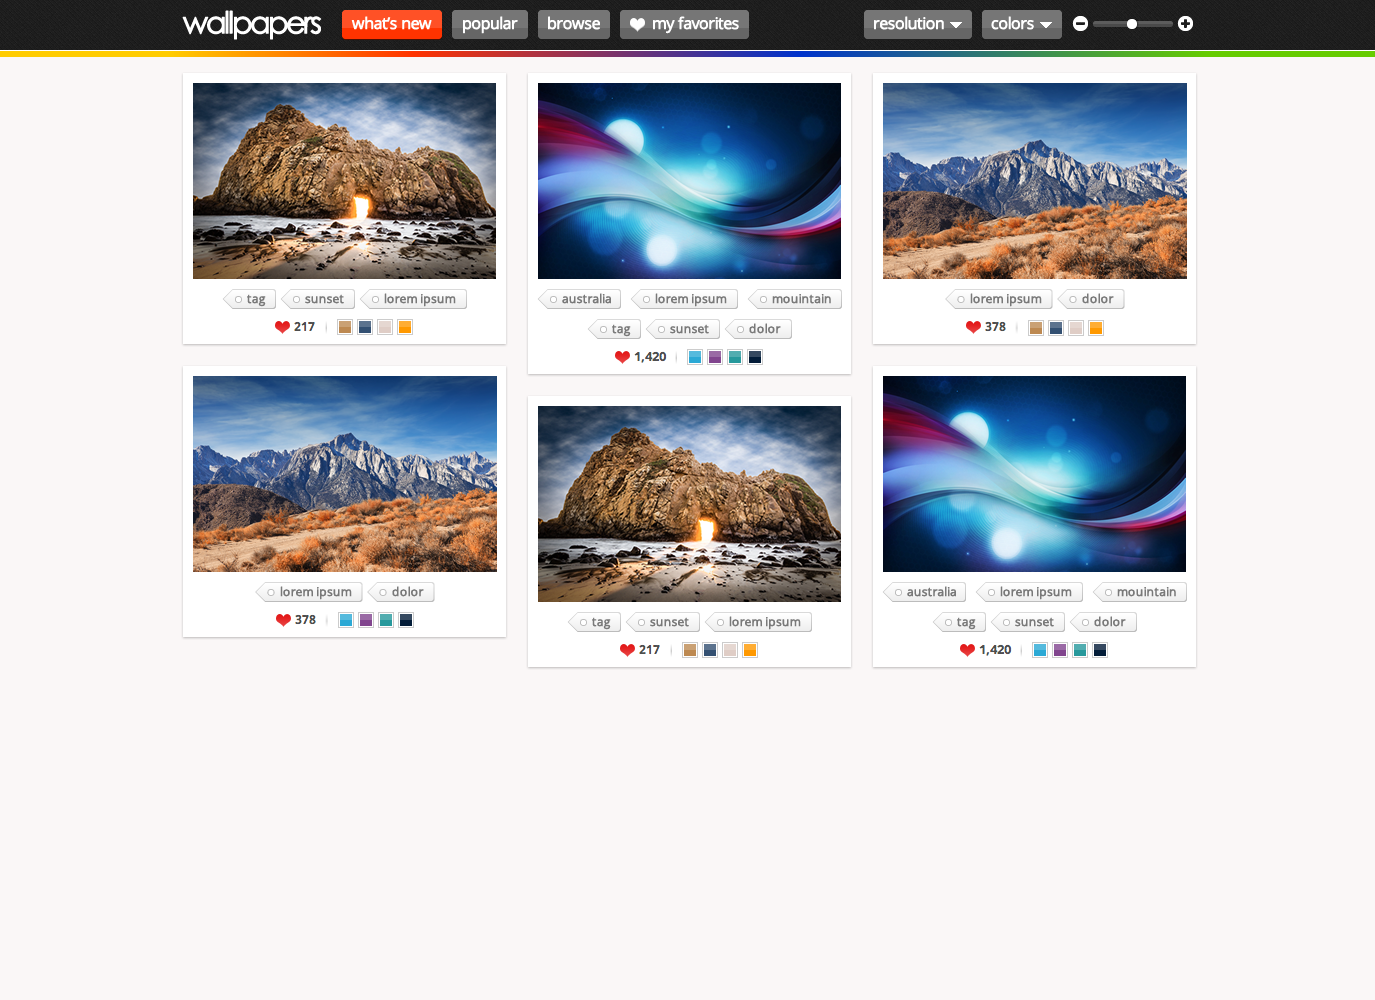 wallpapers what's new popular browse my favorites resolution colors
tag sunset lorem ipsum
217
australia lorem ipsum mouintain
tag sunset dolor
1,420
lorem ipsum dolor
378
lorem ipsum dolor
378
tag sunset lorem ipsum
217
australia lorem ipsum mouintain
tag sunset dolor
1,420